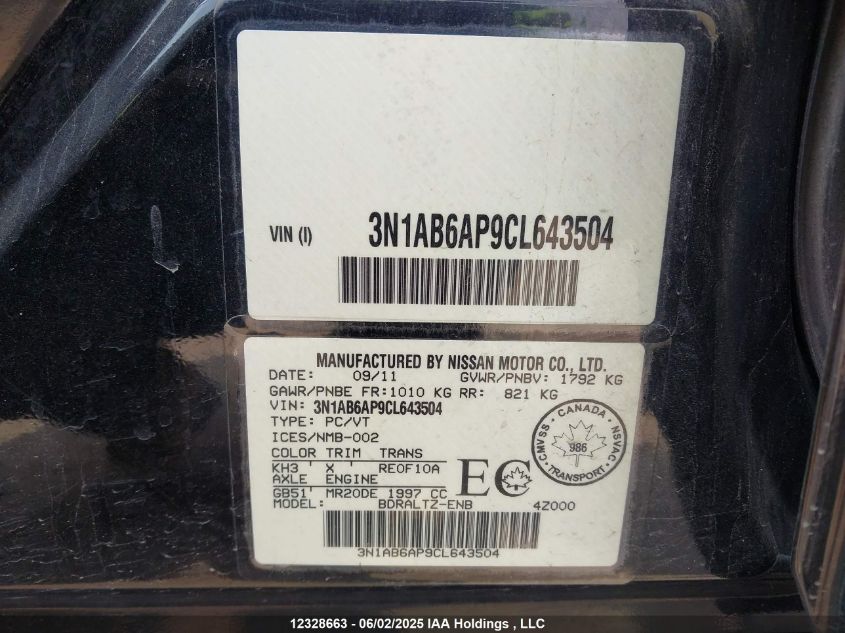 VIN (I) 3N1AB6AP9CL643504
MANUFACTURED BY NISSAN MOTOR CO., LTD.
DATE: 09/11 GVWR/PNBV: 1792 KG
GAWR/PNBE FR:1010 KG RR: 821 KG
VIN: 3N1AB6AP9CL643504
TYPE: PC/VT
ICES/NMB-002
COLOR TRIM TRANS
KH3 ' X ' RE0F10A
AXLE ENGINE
GB51' MR20DE 1997 CC
MODEL: BDRALTZ-ENB 4Z000
EC
CANADA
CMVSS
NSVAC
986
TRANSPORT
3N1AB6AP9CL643504
12328663 - 06/02/2025 IAA Holdings , LLC